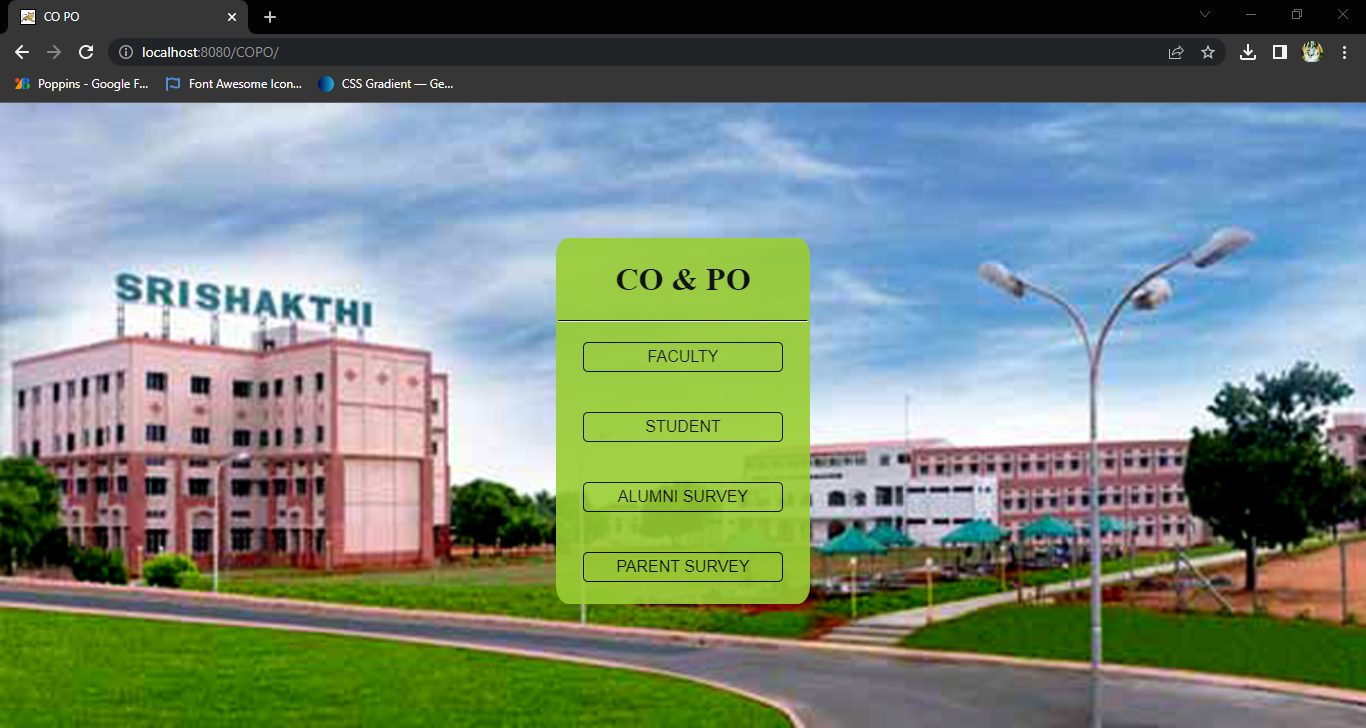 CO PO
localhost:8080/COPO/
Poppins - Google F... Font Awesome Icon... CSS Gradient — Ge...
SRISHAKTHI
CO & PO
FACULTY
STUDENT
ALUMNI SURVEY
PARENT SURVEY